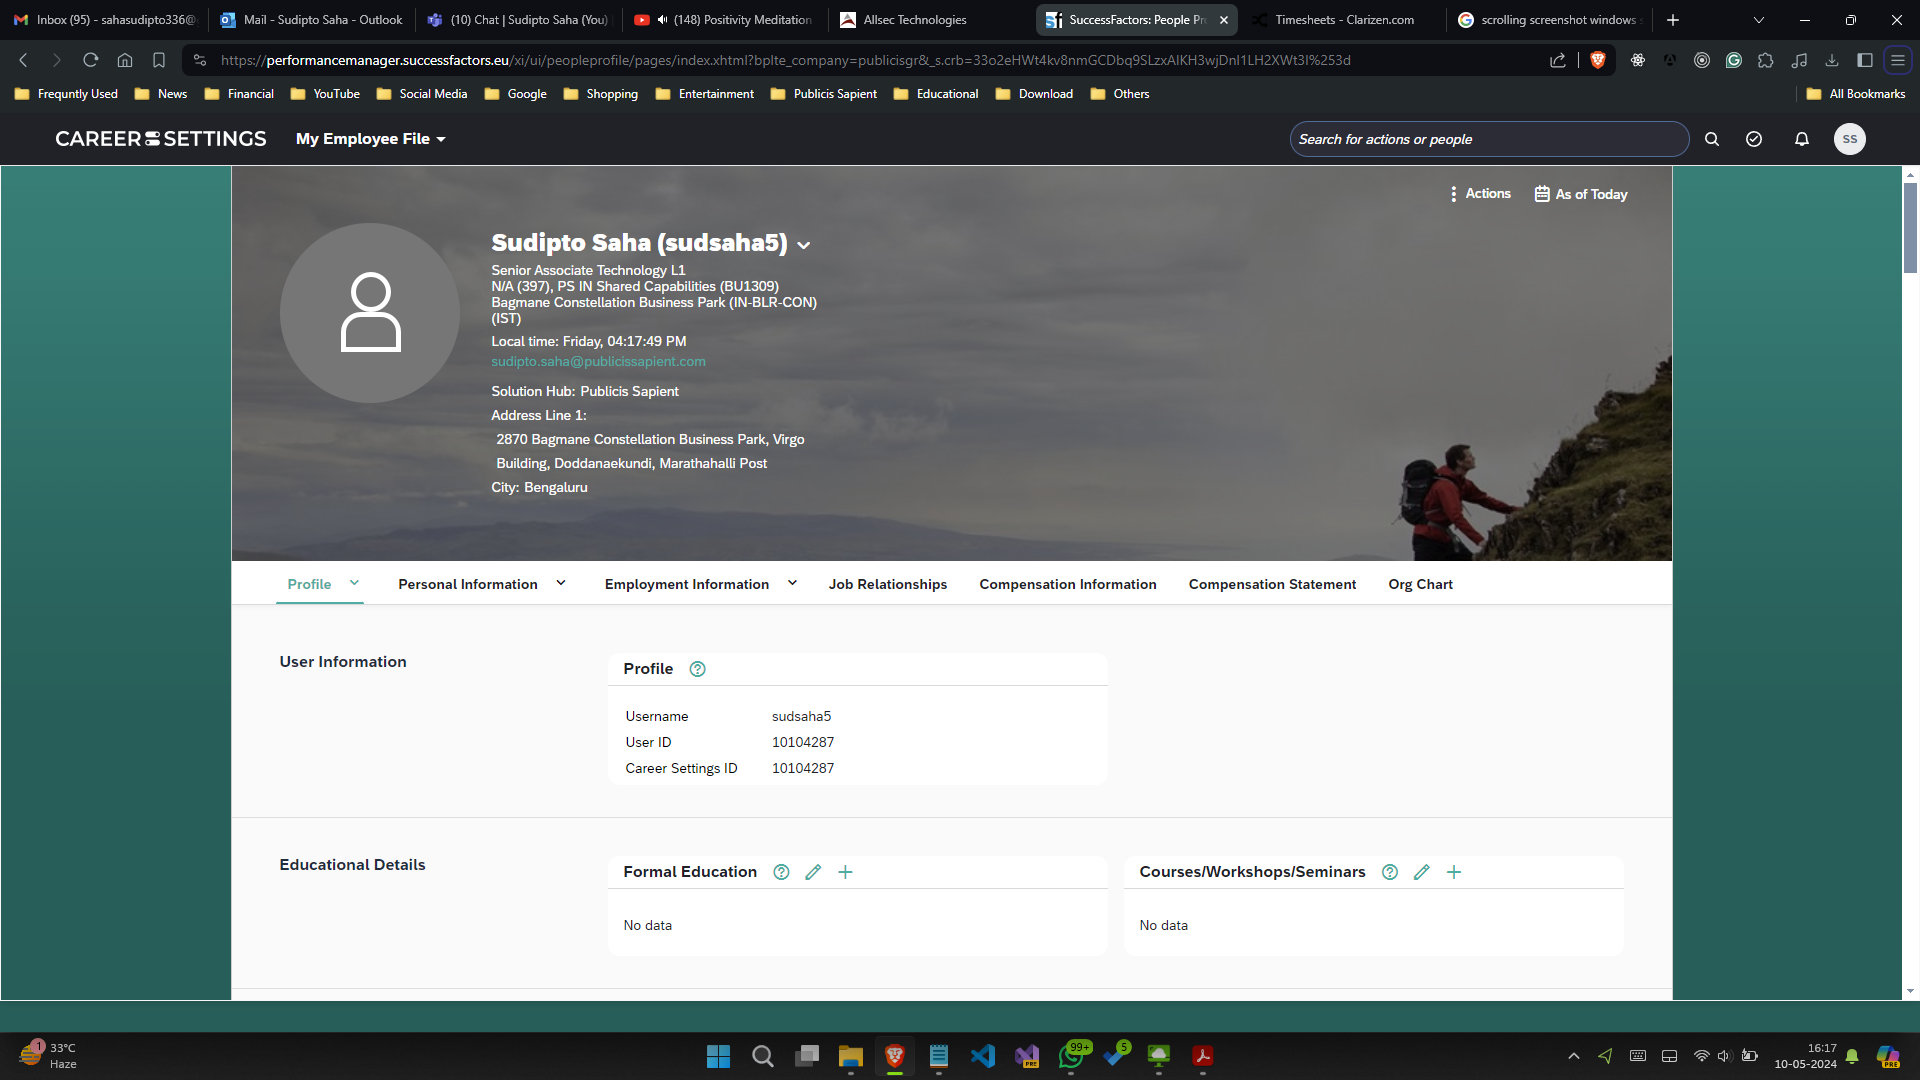 Inbox (95) - sahasudipto336@
Mail - Sudipto Saha - Outlook
(10) Chat | Sudipto Saha (You)
(148) Positivity Meditation
Allsec Technologies
SuccessFactors: People Pr
Timesheets - Clarizen.com
scrolling screenshot windows
https://performancemanager.successfactors.eu/xi/ui/peopleprofile/pages/index.xhtml?bplte_company=publicisgr&_s.crb=
Frequntly Used
News
Financial
YouTube
Social Media
Google
Shopping
Entertainment
Publicis Sapient
Educational
Download
Others
All Bookmarks
CAREER SETTINGS
My Employee File
Search for actions or people
SS
Actions
As of Today
Sudipto Saha (sudsaha5)
Senior Associate Technology L1
N/A (397), PS IN Shared Capabilities (BU1309)
Bagmane Constellation Business Park (IN-BLR-CON)
(IST)
Local time: Friday, 04:17:49 PM
sudipto.saha@publicissapient.com
Solution Hub: Publicis Sapient
Address Line 1:
2870 Bagmane Constellation Business Park, Virgo
Building, Doddanaekundi, Marathahalli Post
City: Bengaluru
Profile
Personal Information
Employment Information
Job Relationships
Compensation Information
Compensation Statement
Org Chart
User Information
Profile
Username sudsaha5
User ID 10104287
Career Settings ID 10104287
Educational Details
Formal Education
No data
Courses/Workshops/Seminars
No data
1
33°C
Haze
PRE
99+
5
16:17
10-05-2024
PRE